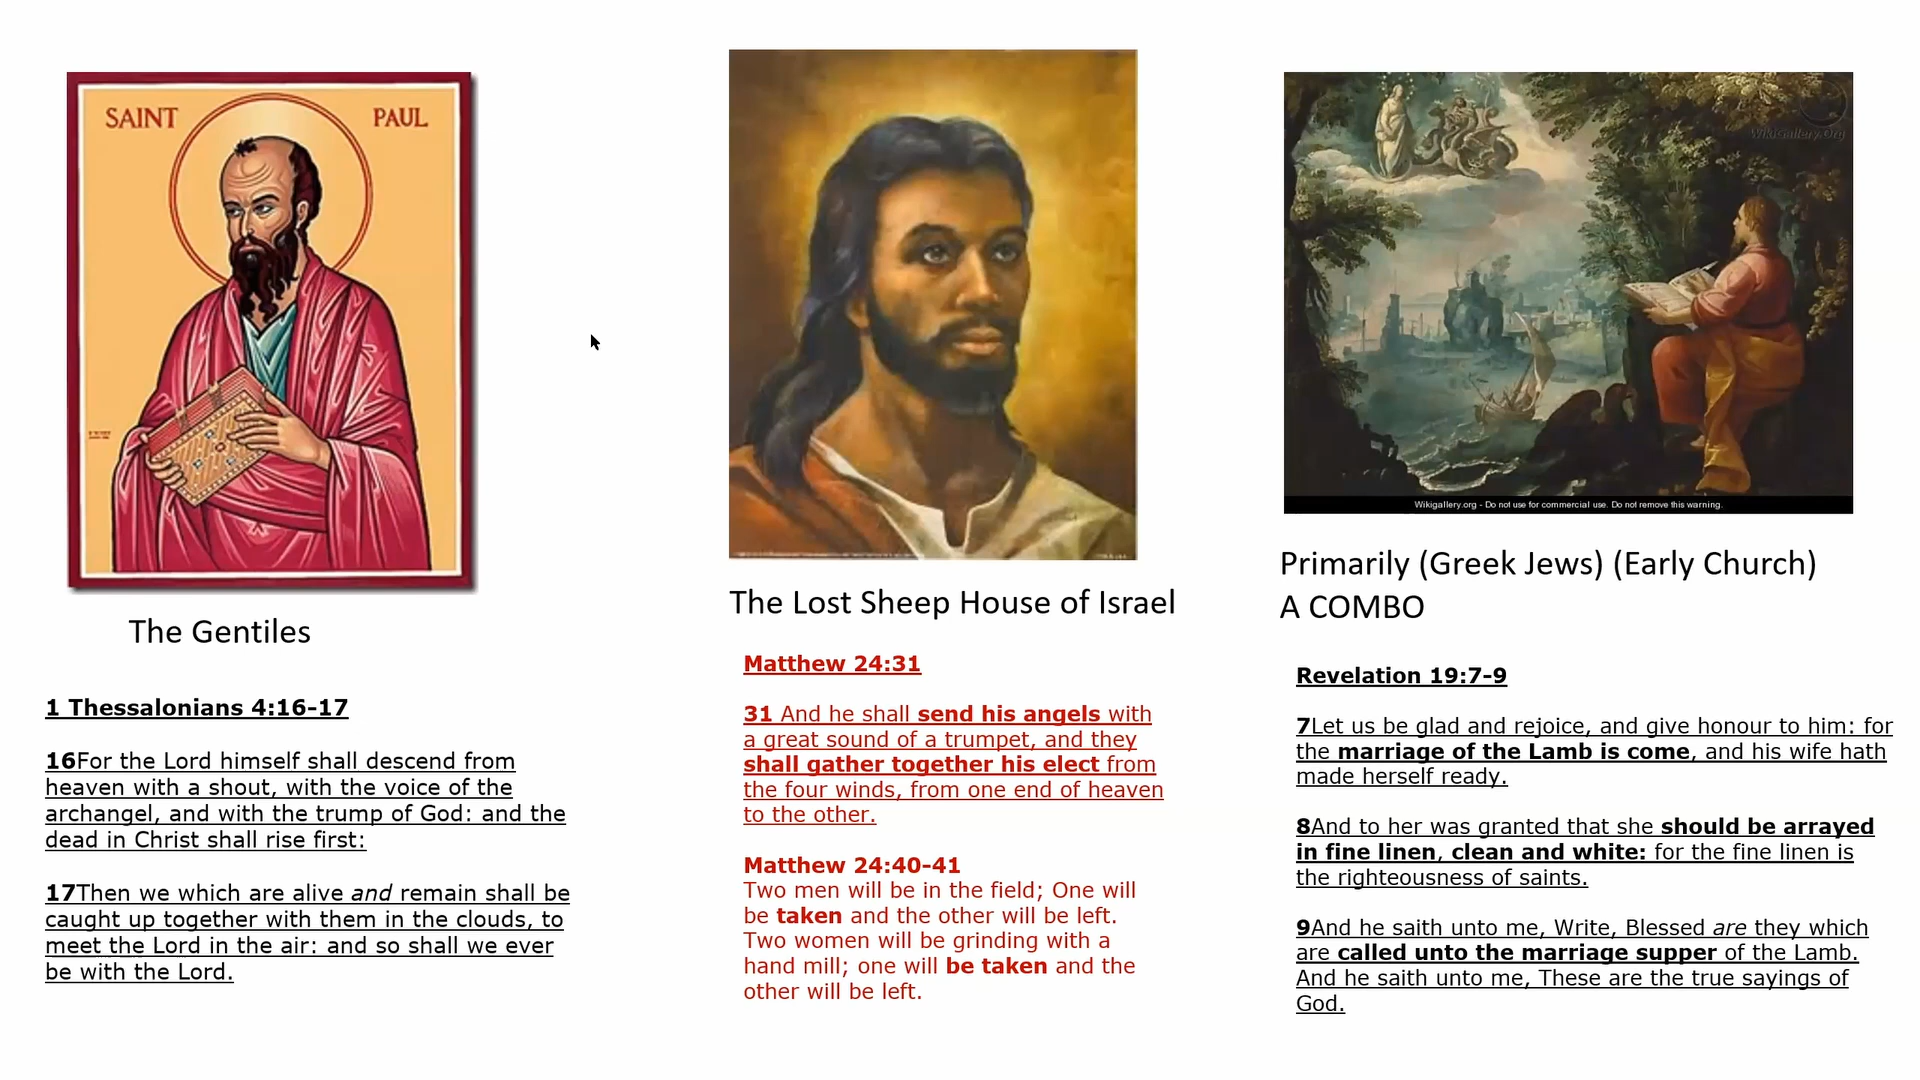 SAINT PAUL
The Gentiles
1 Thessalonians 4:16-17
16For the Lord himself shall descend from
heaven with a shout, with the voice of the
archangel, and with the trump of God: and the
dead in Christ shall rise first:
17Then we which are alive and remain shall be
caught up together with them in the clouds, to
meet the Lord in the air: and so shall we ever
be with the Lord.
The Lost Sheep House of Israel
Matthew 24:31
31 And he shall send his angels with
a great sound of a trumpet, and they
shall gather together his elect from
the four winds, from one end of heaven
to the other.
Matthew 24:40-41
Two men will be in the field; One will
be taken and the other will be left.
Two women will be grinding with a
hand mill; one will be taken and the
other will be left.
WikiGallery.Org
Wikigallery.org - Do not use for commercial use. Do not remove this warning.
Primarily (Greek Jews) (Early Church)
A COMBO
Revelation 19:7-9
7Let us be glad and rejoice, and give honour to him: for
the marriage of the Lamb is come, and his wife hath
made herself ready.
8And to her was granted that she should be arrayed
in fine linen, clean and white: for the fine linen is
the righteousness of saints.
9And he saith unto me, Write, Blessed are they which
are called unto the marriage supper of the Lamb.
And he saith unto me, These are the true sayings of
God.